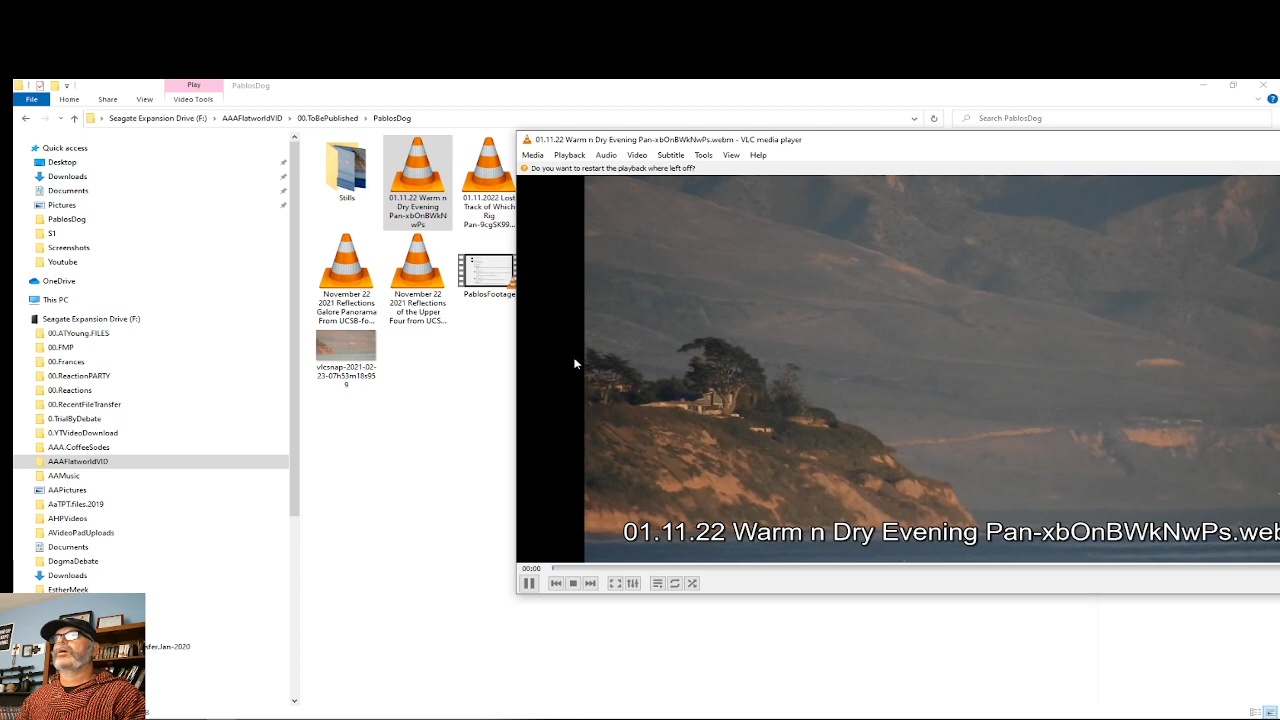 Play
PablosDog
File
Home
Share
View
Video Tools
Seagate Expansion Drive (F:)
AAAFlatworldVID
00.ToBePublished
PablosDog
Search PablosDog
Quick access
Desktop
Downloads
Documents
Pictures
PablosDog
S1
Screenshots
Youtube
OneDrive
This PC
Seagate Expansion Drive (F:)
00.ATYoung.FILES
00.FMP
00.Frances
00.ReactionPARTY
00.Reactions
00.RecentFileTransfer
0.TrialByDebate
0.YTVideoDownload
AAA.CoffeeSodes
AAAFlatworldVID
AAMusic
AAPictures
AaTPT.files.2019
AHPVideos
AVideoPadUploads
Documents
DogmaDebate
Downloads
EstherMeek
sfer.Jan-2020
Stills
01.11.22 Warm n
Dry Evening
Pan-xbOnBWkN
wPs
01.11.2022 Lost
Track of Which
Rig
Pan-9cgSK99...
November 22
2021 Reflections
Galore Panorama
From UCSB-fo...
November 22
2021 Reflections
of the Upper
Four from UCS...
PablosFootage
vlcsnap-2021-02-
23-07h53m18s95
9
01.11.22 Warm n Dry Evening Pan-xbOnBWkNwPs.webm - VLC media player
Media
Playback
Audio
Video
Subtitle
Tools
View
Help
Do you want to restart the playback where left off?
01.11.22 Warm n Dry Evening Pan-xbOnBWkNwPs.web
00:00